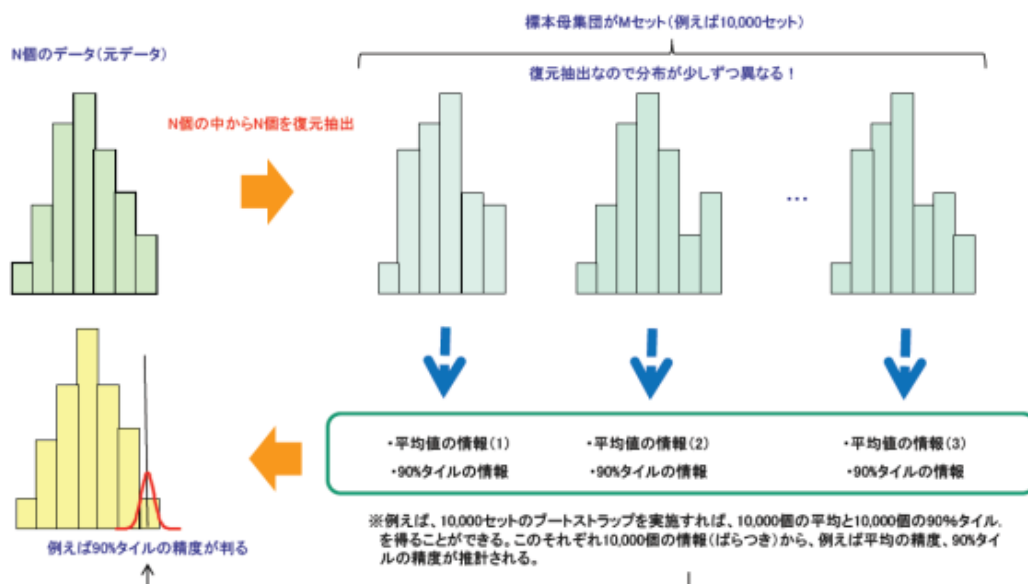 標本母集団がMセット(例えば10,000セット)
N個のデータ(元データ)
復元抽出なので分布が少しずつ異なる！
N個の中からN個を復元抽出
…
・平均値の情報(1)
・90%タイルの情報
・平均値の情報(2)
・90%タイルの情報
・平均値の情報(3)
・90%タイルの情報
例えば90%タイルの精度が判る
※例えば、10,000セットのブートストラップを実施すれば、10,000個の平均と10,000個の90%タイル.
を得ることができる。このそれぞれ10,000個の情報(ばらつき)から、例えば平均の精度、90%タイ
ルの精度が推計される。